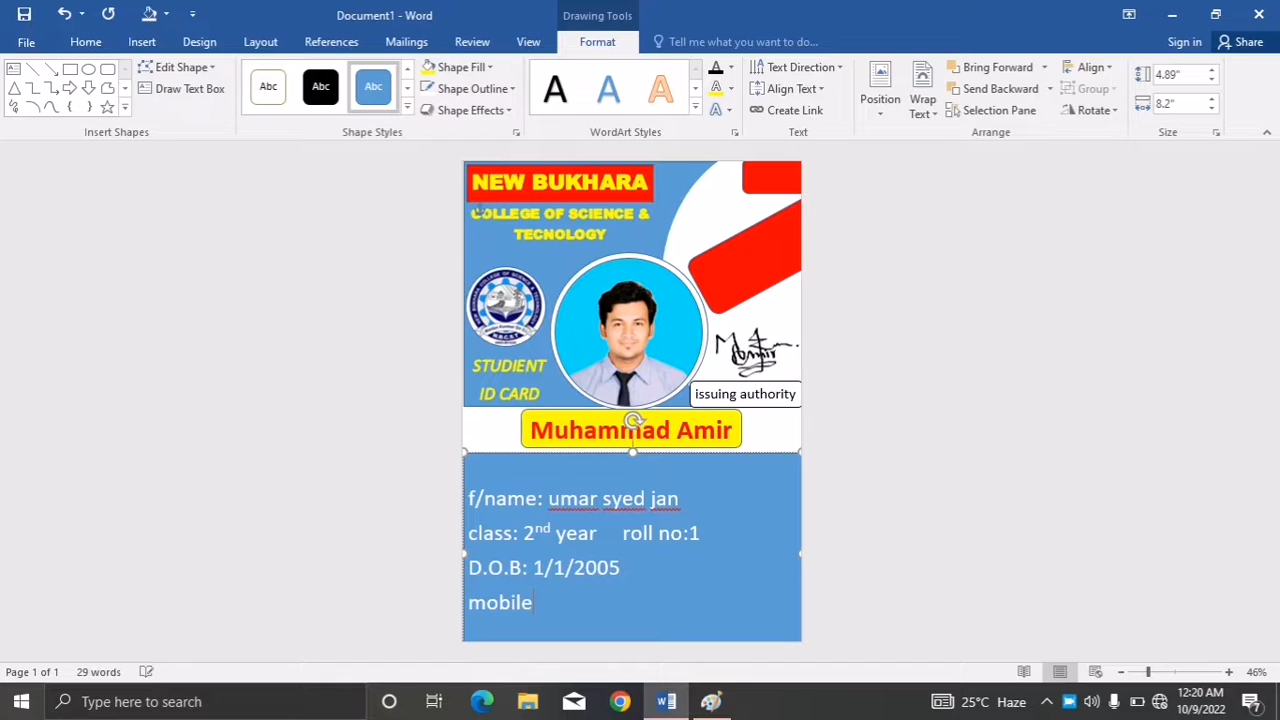 Document1 - Word
Drawing Tools
File Home Insert Design Layout References Mailings Review View Format Tell me what you want to do... Sign in Share
Edit Shape
Draw Text Box
Insert Shapes
Abc Abc Abc
Shape Fill
Shape Outline
Shape Effects
Shape Styles
A A A
WordArt Styles
Text Direction
Align Text
Create Link
Text
Position
Wrap
Text
Bring Forward
Send Backward
Selection Pane
Align
Group
Rotate
Arrange
4.89"
8.2"
Size
NEW BUKHARA
COLLEGE OF SCIENCE &
TECNOLOGY
STUDENT
ID CARD
issuing authority
Muhammad Amir
f/name: umar syed jan
class: 2nd year roll no:1
D.O.B: 1/1/2005
mobile
Page 1 of 1 29 words
46%
Type here to search
25°C Haze
12:20 AM
10/9/2022
7